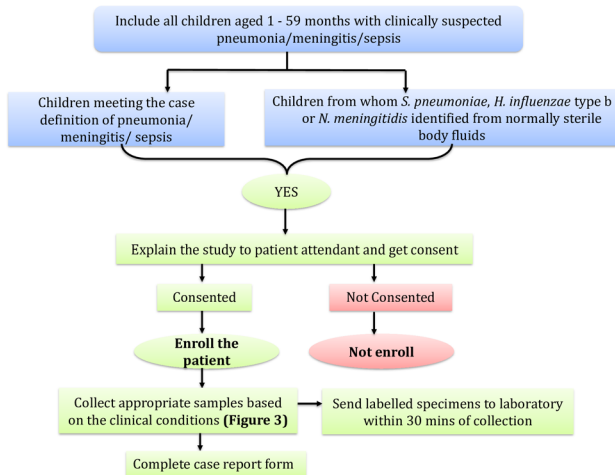 Include all children aged 1 - 59 months with clinically suspected
pneumonia/meningitis/sepsis
Children meeting the case
definition of pneumonia/
meningitis/ sepsis
Children from whom S. pneumoniae, H. influenzae type b
or N. meningitidis identified from normally sterile
body fluids
YES
Explain the study to patient attendant and get consent
Consented
Not Consented
Enroll the
patient
Not enroll
Collect appropriate samples based
on the clinical conditions (Figure 3)
Send labelled specimens to laboratory
within 30 mins of collection
Complete case report form